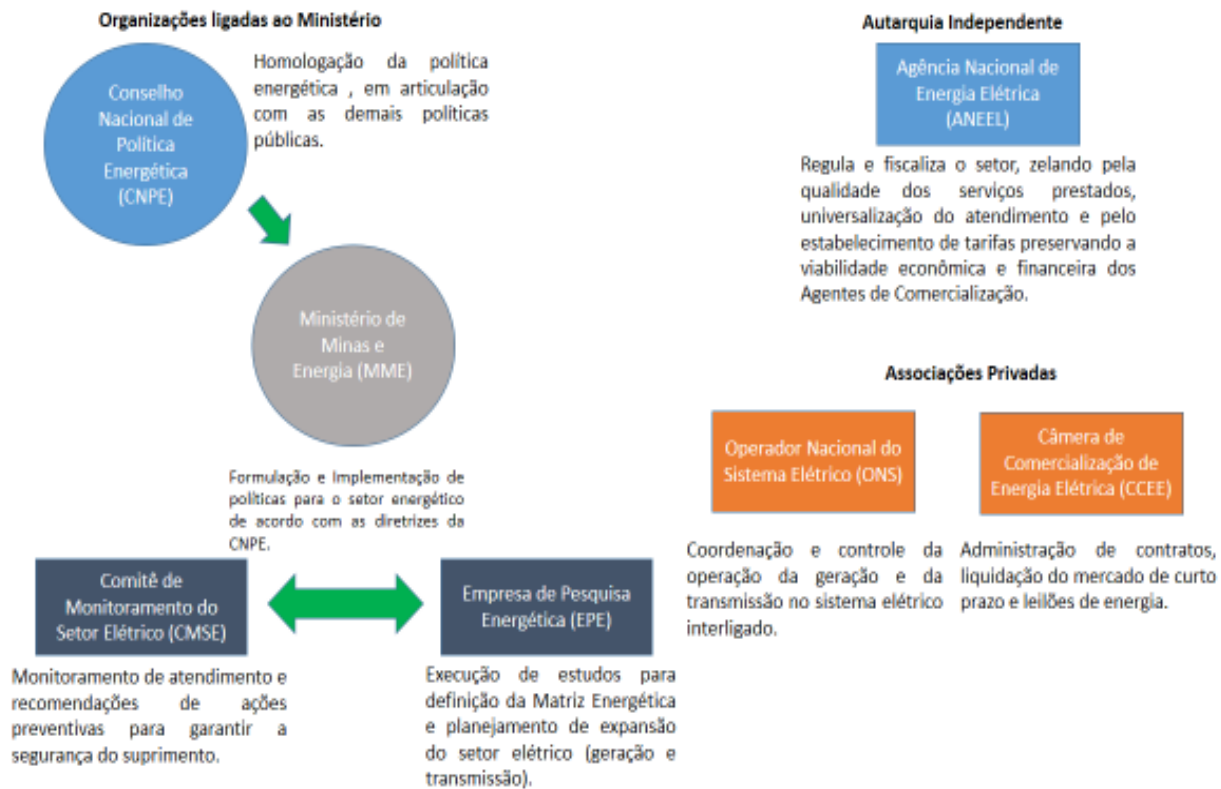 Organizações ligadas ao Ministério
Conselho
Nacional de
Política
Energética
(CNPE)
Homologação da política
energética , em articulação
com as demais políticas
públicas.
Ministério de
Minas e
Energia (MME)
Formulação e Implementação de
políticas para o setor energético
de acordo com as diretrizes da
CNPE.
Comitê de
Monitoramento do
Setor Elétrico (CMSE)
Monitoramento de atendimento e
recomendações de ações
preventivas para garantir a
segurança do suprimento.
Empresa de Pesquisa
Energética (EPE)
Execução de estudos para
definição da Matriz Energética
e planejamento de expansão
do setor elétrico (geração e
transmissão).
Autarquia Independente
Agência Nacional de
Energia Elétrica
(ANEEL)
Regula e fiscaliza o setor, zelando pela
qualidade dos serviços prestados,
universalização do atendimento e pelo
estabelecimento de tarifas preservando a
viabilidade econômica e financeira dos
Agentes de Comercialização.
Associações Privadas
Operador Nacional do
Sistema Elétrico (ONS)
Coordenação e controle da
operação da geração e da
transmissão no sistema elétrico
interligado.
Câmera de
Comercialização de
Energia Elétrica (CCEE)
Administração de contratos,
liquidação do mercado de curto
prazo e leilões de energia.